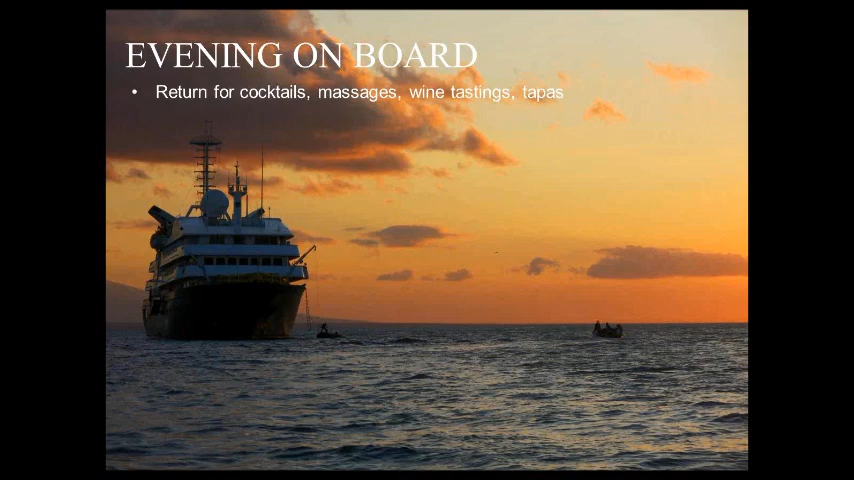 EVENING ON BOARD
• Return for cocktails, massages, wine tastings, tapas